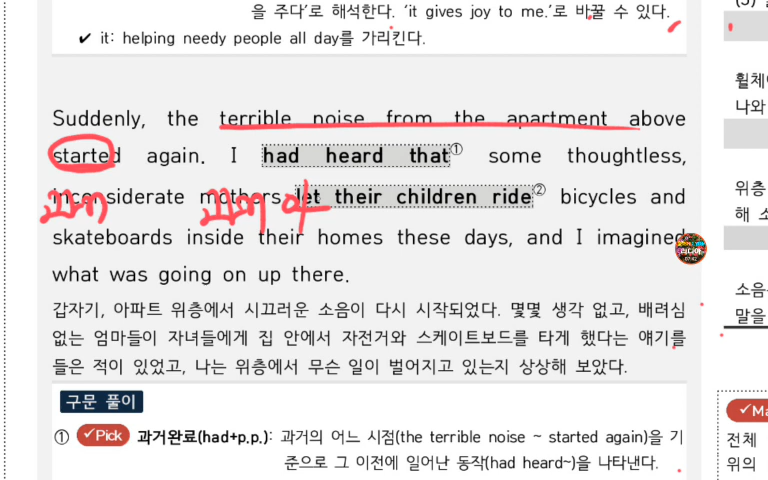 을 주다’로 해석한다. ‘it gives joy to me.’로 바꿀 수 있다.
✔ it: helping needy people all day를 가리킨다.
Suddenly, the terrible noise from the apartment above
started again. I had heard that① some thoughtless,
inconsiderate mothers let their children ride② bicycles and
skateboards inside their homes these days, and I imagined
what was going on up there.
갑자기, 아파트 위층에서 시끄러운 소음이 다시 시작되었다. 몇몇 생각 없고, 배려심
없는 엄마들이 자녀들에게 집 안에서 자전거와 스케이트보드를 타게 했다는 얘기를
들은 적이 있었고, 나는 위층에서 무슨 일이 벌어지고 있는지 상상해 보았다.
구문 풀이
① ✓Pick 과거완료(had+p.p.): 과거의 어느 시점(the terrible noise ~ started again)을 기
준으로 그 이전에 일어난 동작(had heard~)을 나타낸다.
휠체
나와
위층
해 소
소음
말을
✓Ma
전체
위의